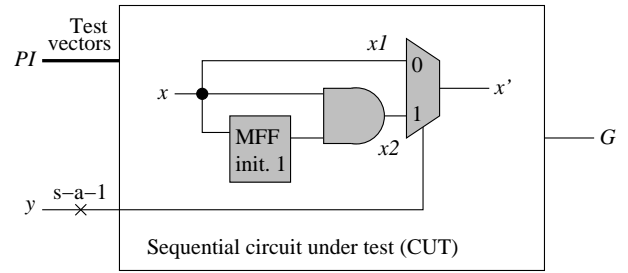 Test
vectors
PI
x1
0
x
x'
1
MFF
init. 1
x2
G
s-a-1
y
Sequential circuit under test (CUT)